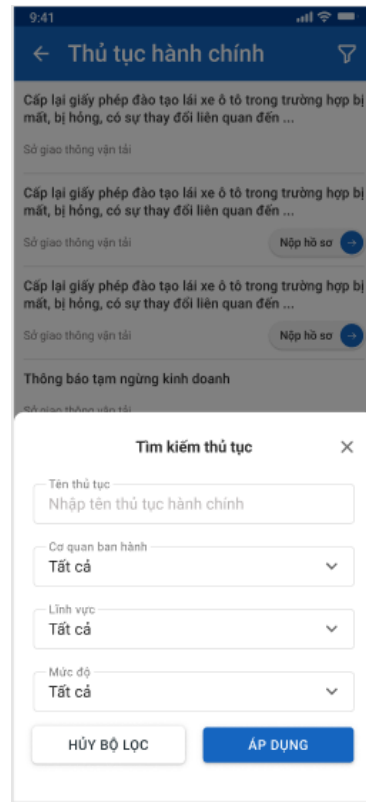 9:41
Thủ tục hành chính
Cấp lại giấy phép đào tạo lái xe ô tô trong trường hợp bị
mất, bị hỏng, có sự thay đổi liên quan đến ...
Sở giao thông vận tải
Cấp lại giấy phép đào tạo lái xe ô tô trong trường hợp bị
mất, bị hỏng, có sự thay đổi liên quan đến ...
Sở giao thông vận tải
Nộp hồ sơ
Cấp lại giấy phép đào tạo lái xe ô tô trong trường hợp bị
mất, bị hỏng, có sự thay đổi liên quan đến ...
Sở giao thông vận tải
Nộp hồ sơ
Thông báo tạm ngừng kinh doanh
Sở giao thông vận tải
Tìm kiếm thủ tục
Tên thủ tục
Nhập tên thủ tục hành chính
Cơ quan ban hành
Tất cả
Lĩnh vực
Tất cả
Mức độ
Tất cả
HỦY BỘ LỌC
ÁP DỤNG